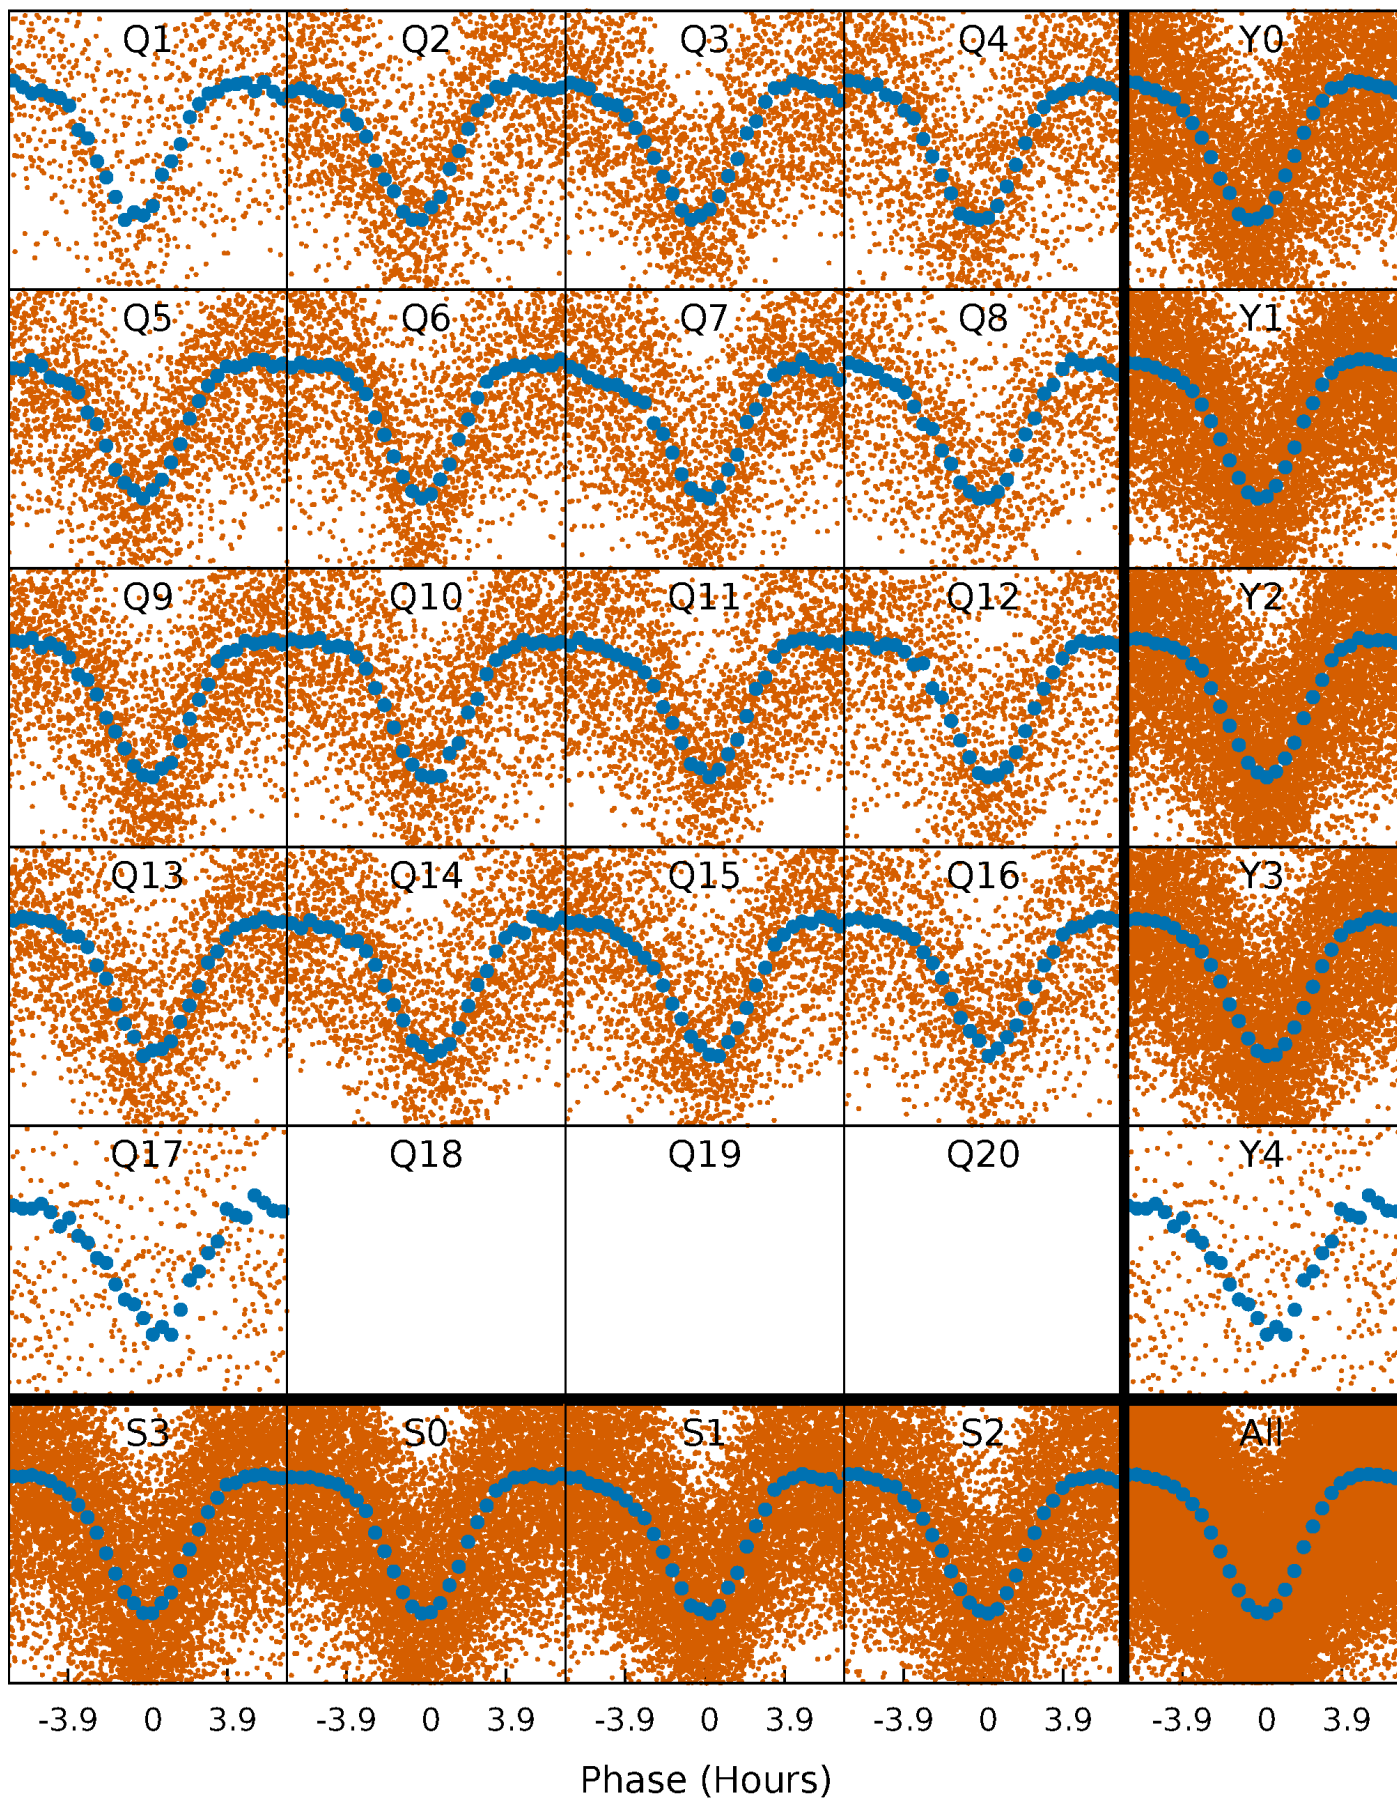 Q1 Q2 Q3 Q4 Y0
Q5 Q6 Q7 Q8 Y1
Q9 Q10 Q11 Q12 Y2
Q13 Q14 Q15 Q16 Y3
Q17 Q18 Q19 Q20 Y4
S3 S0 S1 S2 All
-3.9 0 3.9 -3.9 0 3.9 -3.9 0 3.9 -3.9 0 3.9 -3.9 0 3.9
Phase (Hours)